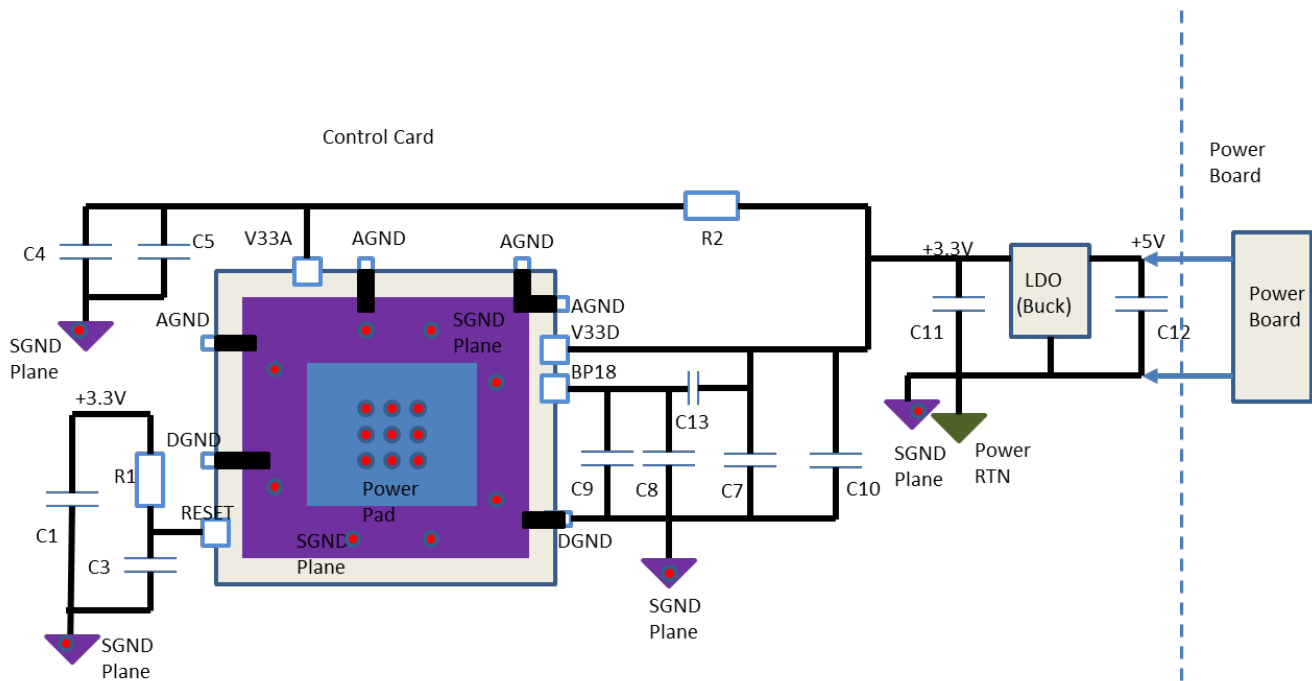 Control Card
Power
Board
C4
C5
V33A
AGND
AGND
R2
+3.3V
+5V
LDO
(Buck)
Power
Board
AGND
SGND
Plane
AGND
V33D
C11
C12
SGND
Plane
BP18
+3.3V
C13
SGND
Plane
Power
RTN
DGND
R1
C9
C8
C7
C10
Power
Pad
RESET
C1
SGND
Plane
DGND
C3
SGND
Plane
SGND
Plane